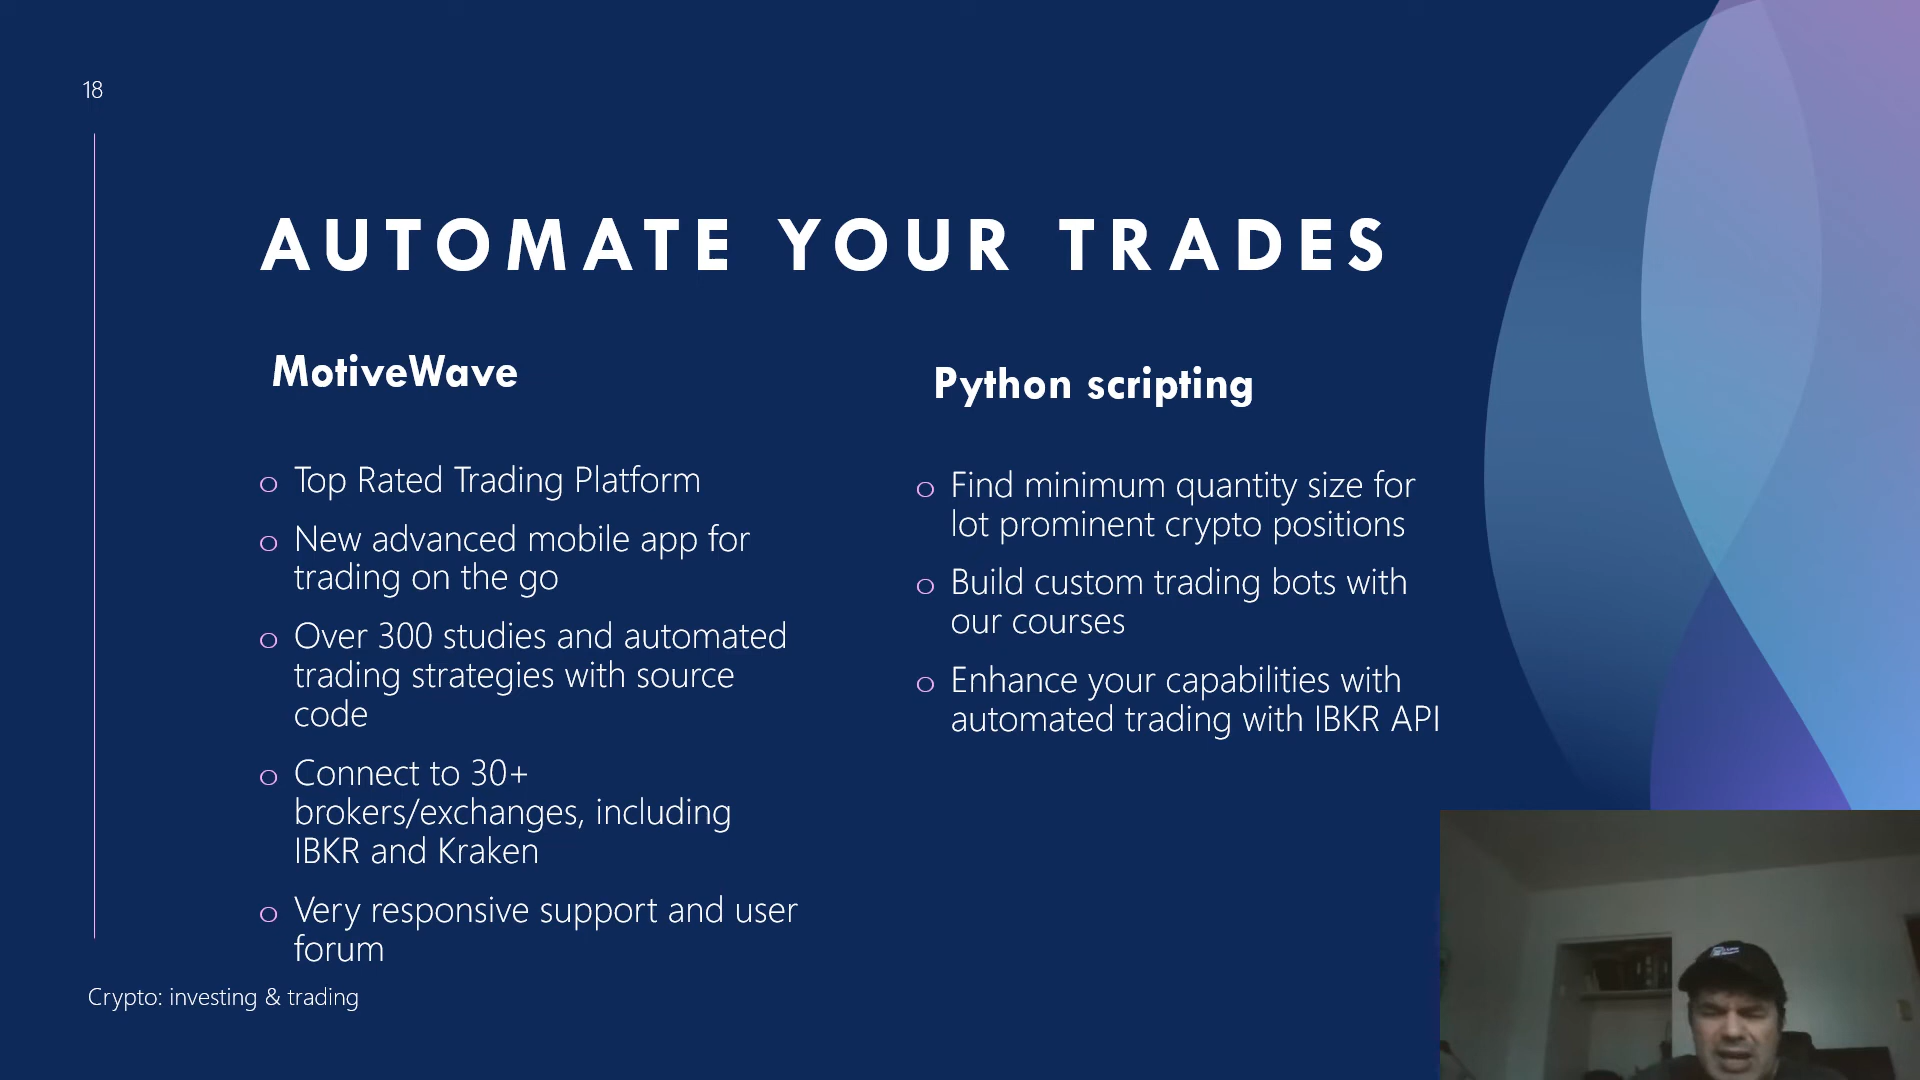 18
AUTOMATE YOUR TRADES
MotiveWave
o Top Rated Trading Platform
o New advanced mobile app for
trading on the go
o Over 300 studies and automated
trading strategies with source
code
o Connect to 30+
brokers/exchanges, including
IBKR and Kraken
o Very responsive support and user
forum
Python scripting
o Find minimum quantity size for
lot prominent crypto positions
o Build custom trading bots with
our courses
o Enhance your capabilities with
automated trading with IBKR API
Crypto: investing & trading